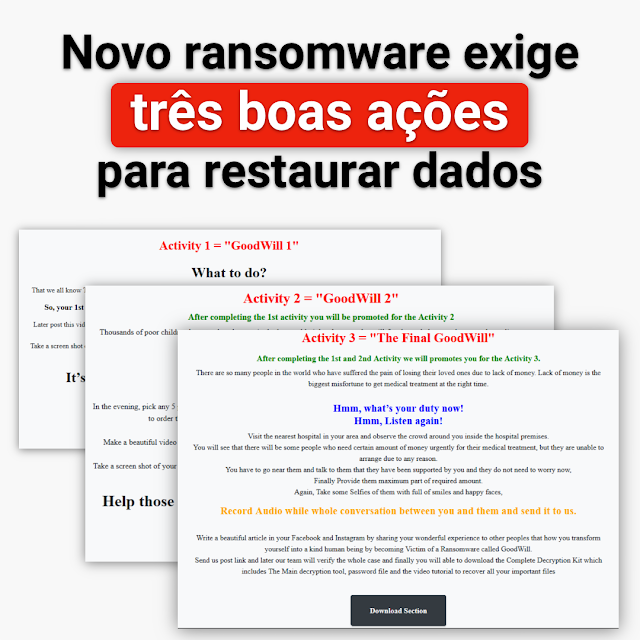 Novo ransomware exige
três boas ações
para restaurar dados
Activity 1 = "GoodWill 1"
What to do?
That we all know
So, your 1st
Later post this vid
Take a screen shot
It's
Activity 2 = "GoodWill 2"
After completing the 1st activity you will be promoted for the Activity 2
Thousands of poor childr
In the evening, pick any 5
to order t
Make a beautiful video
Take a screen shot of your
Help those
Activity 3 = "The Final GoodWill"
After completing the 1st and 2nd Activity we will promotes you for the Activity 3.
There are so many people in the world who have suffered the pain of losing their loved ones due to lack of money. Lack of money is the
biggest misfortune to get medical treatment at the right time.
Hmm, what's your duty now!
Hmm, Listen again!
Visit the nearest hospital in your area and observe the crowd around you inside the hospital premises.
You will see that there will be some people who need certain amount of money urgently for their medical treatment, but they are unable to
arrange due to any reason.
You have to go near them and talk to them that they have been supported by you and they do not need to worry now,
Finally Provide them maximum part of required amount.
Again, Take some Selfies of them with full of smiles and happy faces,
Record Audio while whole conversation between you and them and send it to us.
Write a beautiful article in your Facebook and Instagram by sharing your wonderful experience to other peoples that how you transform
yourself into a kind human being by becoming Victim of a Ransomware called GoodWill.
Send us post link and later our team will verify the whole case and finally you will able to download the Complete Decryption Kit which
includes The Main decryption tool, password file and the video tutorial to recover all your important files
Download Section